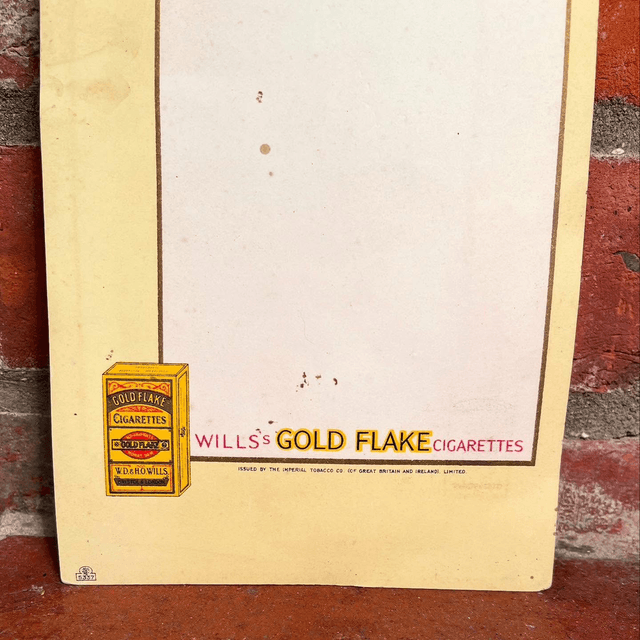 GOLD FLAKE
CIGARETTES
GOLD FLAKE
W.D. & H.O. WILLS
WILLS'S GOLD FLAKE CIGARETTES
ISSUED BY THE IMPERIAL TOBACCO CO. (OF GREAT BRITAIN AND IRELAND), LIMITED.
5337